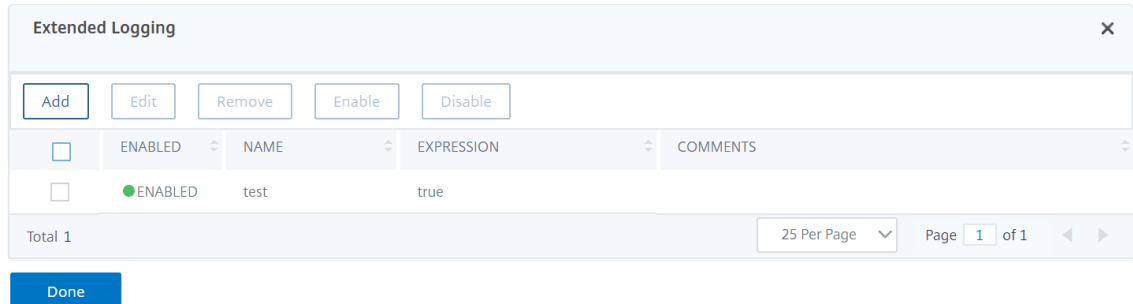 Extended Logging
Add Edit Remove Enable Disable
ENABLED NAME EXPRESSION COMMENTS
ENABLED test true
Total 1 25 Per Page Page 1 of 1
Done